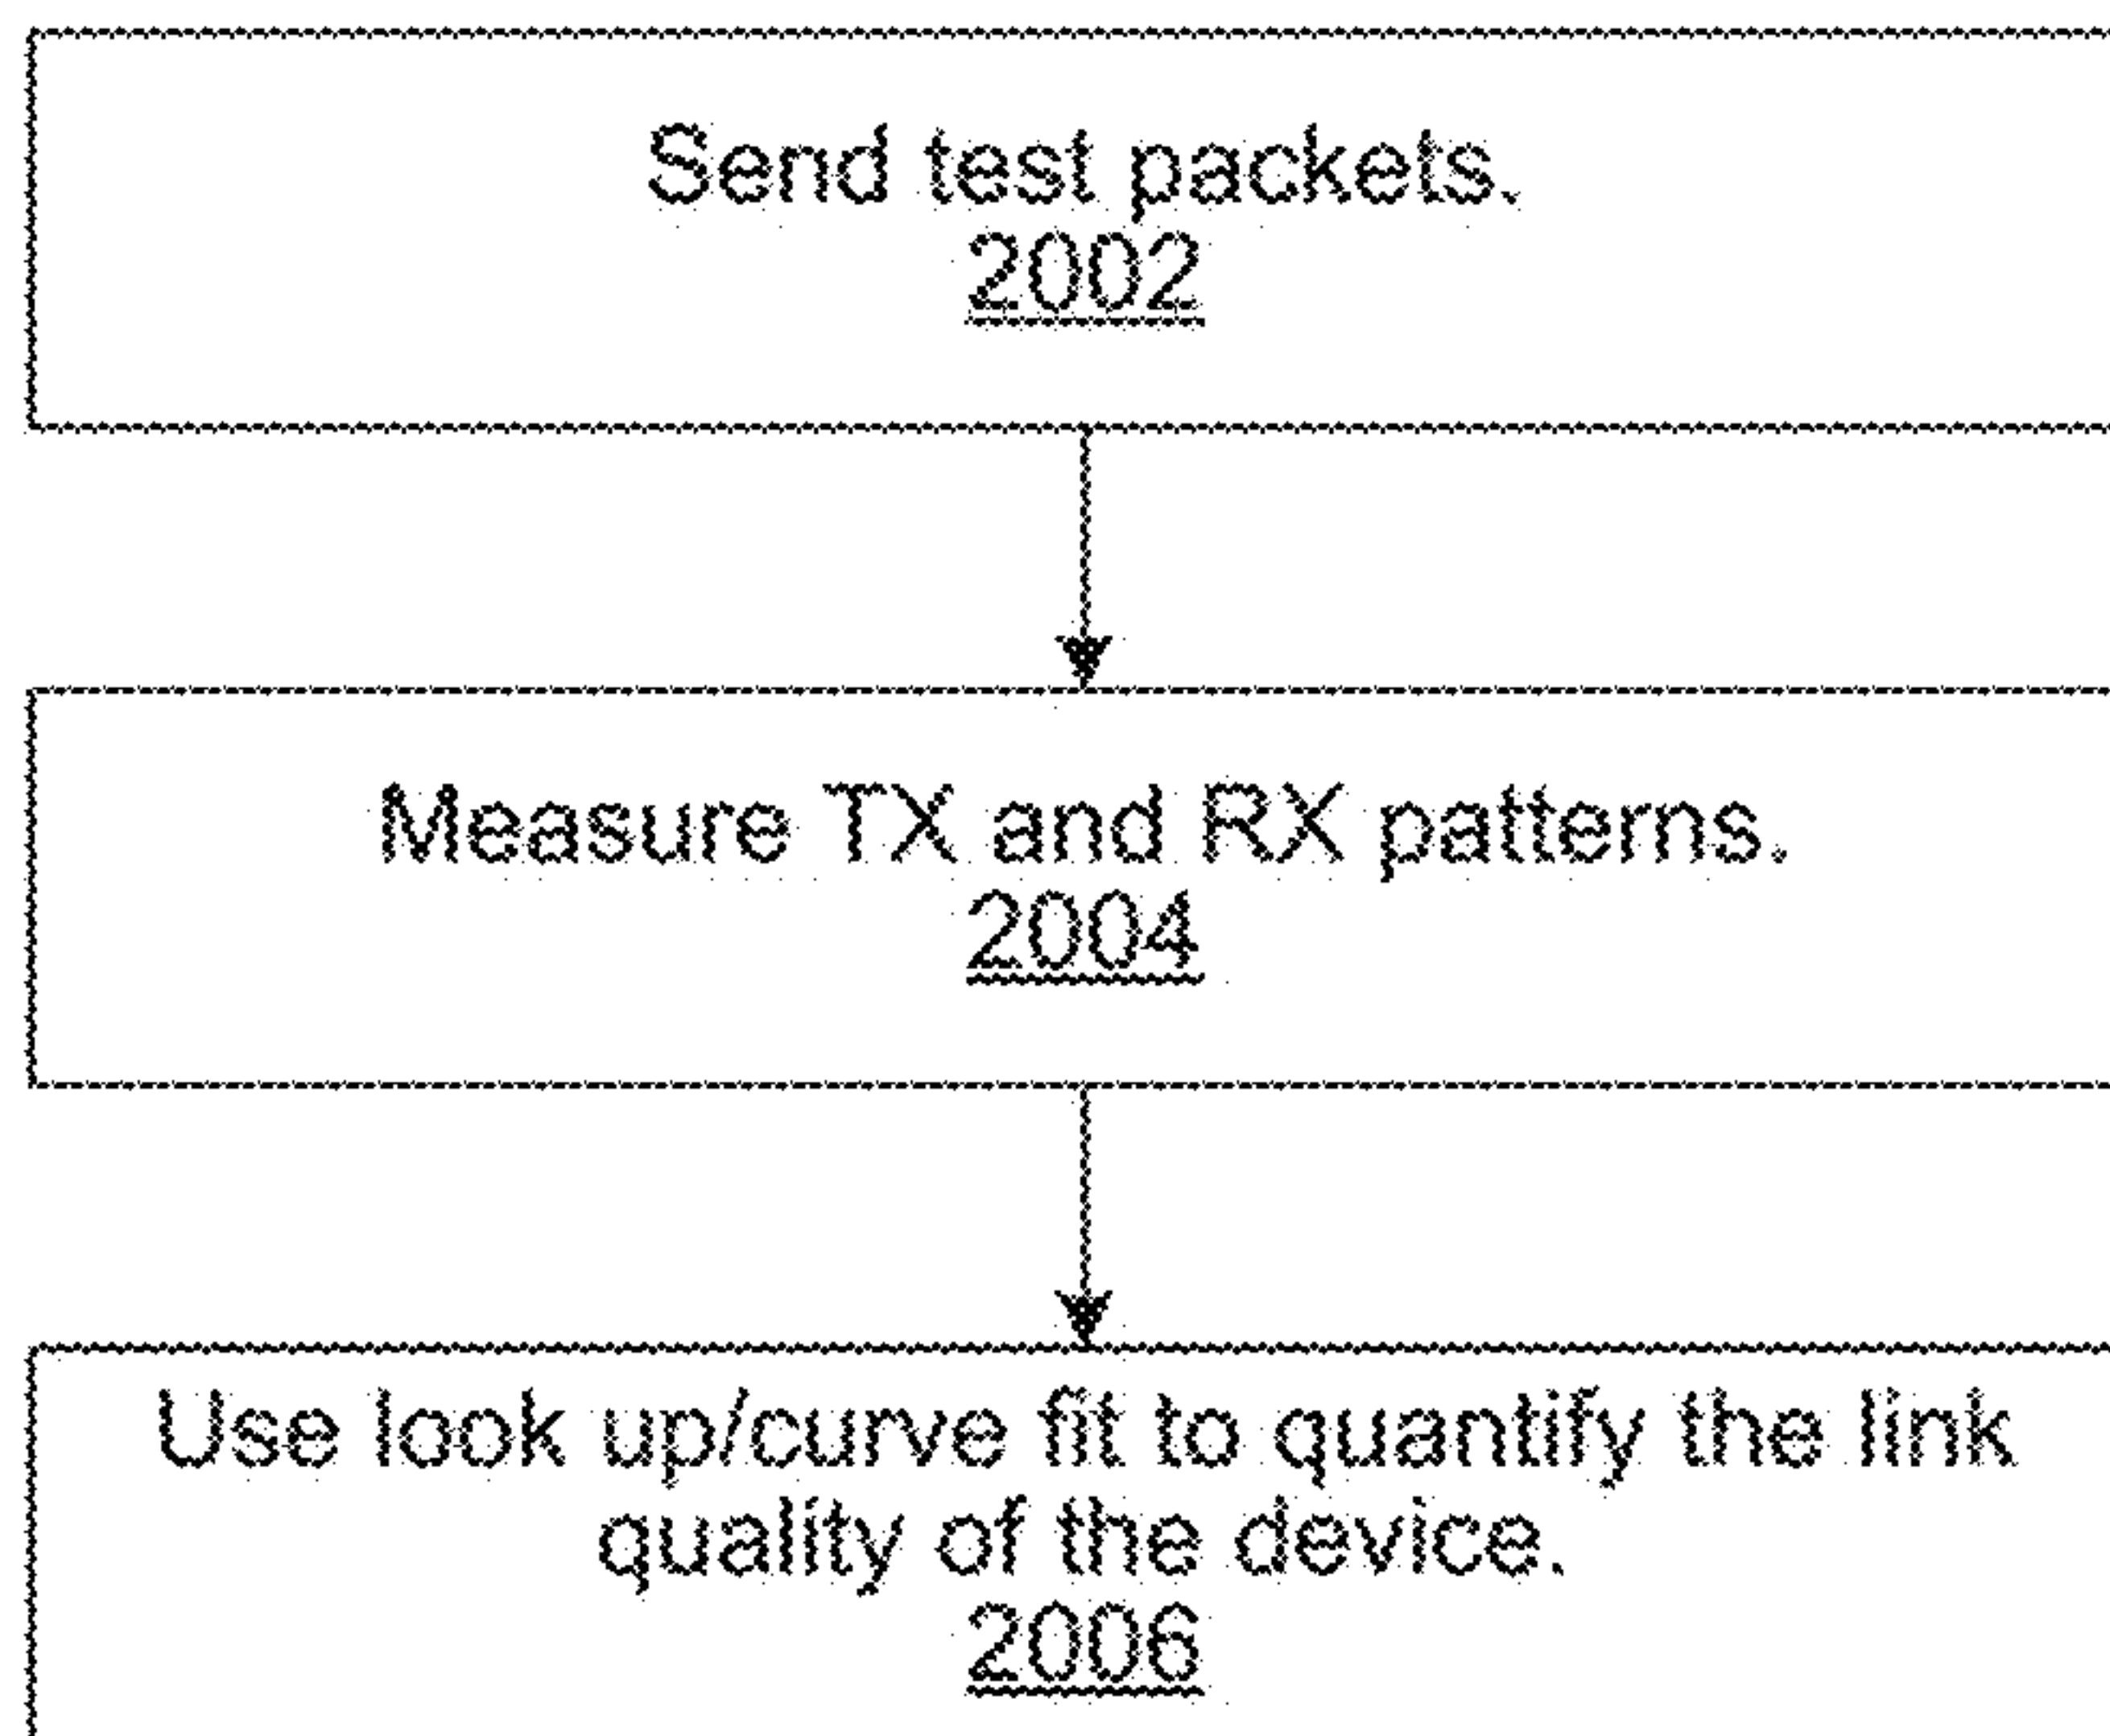 Send test packets.
2002
Measure TX and RX patterns.
2004
Use look up/curve fit to quantify the link
quality of the device.
2006